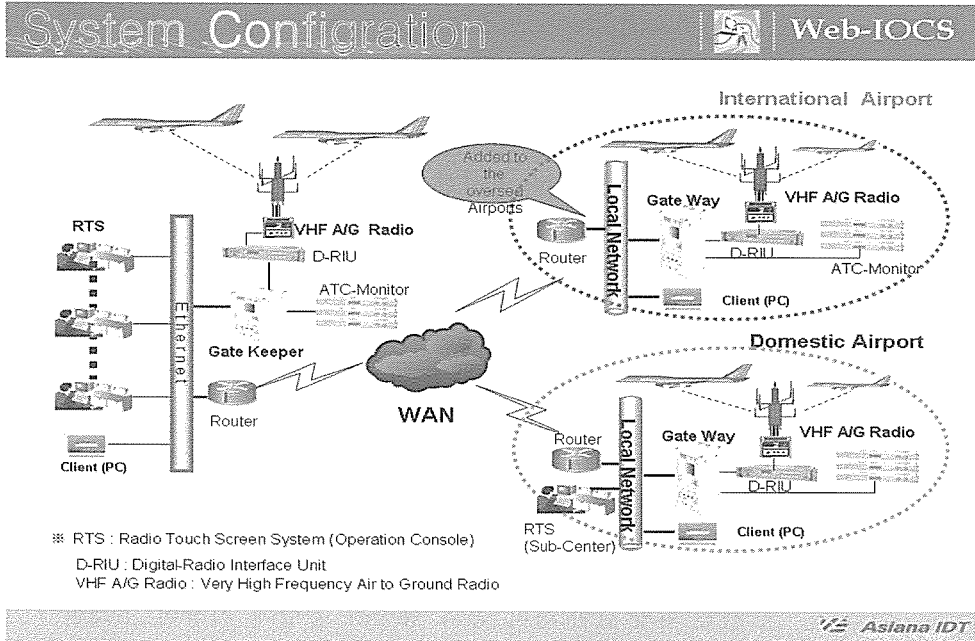 System Configration
Web-IOCS
International Airport
Added to
the
oversed
Airports
RTS
VHF A/G Radio
D-RIU
ATC-Monitor
Ethernet
Gate Keeper
Router
Client (PC)
WAN
Router
Local Network
Gate Way
VHF A/G Radio
D-RIU
ATC-Monitor
Client (PC)
Domestic Airport
Router
Local Network
Gate Way
VHF A/G Radio
D-RIU
ATC-Monitor
RTS
(Sub-Center)
Client (PC)
※ RTS : Radio Touch Screen System (Operation Console)
D-RIU : Digital-Radio Interface Unit
VHF A/G Radio : Very High Frequency Air to Ground Radio
Asiana IDT